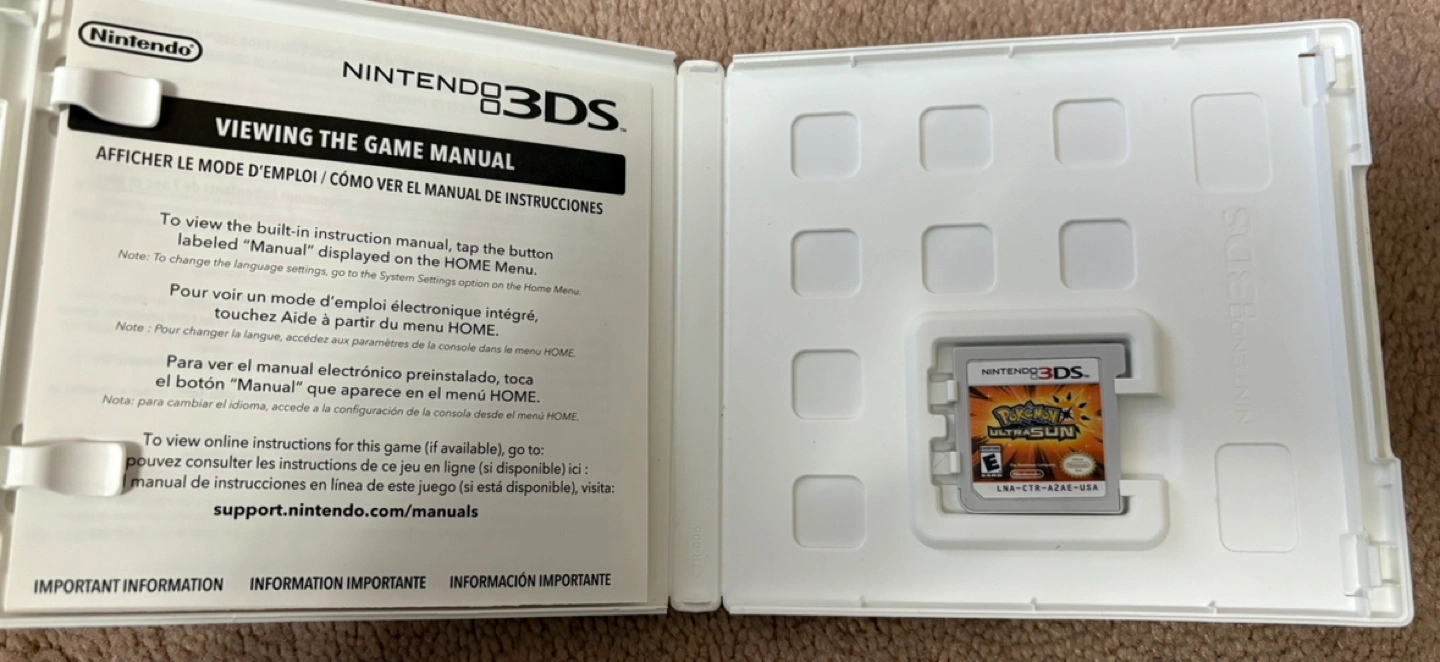 Nintendo
NINTENDO 3DS
VIEWING THE GAME MANUAL
AFFICHER LE MODE D'EMPLOI / CÓMO VER EL MANUAL DE INSTRUCCIONES
To view the built-in instruction manual, tap the button
labeled "Manual" displayed on the HOME Menu.
Note: To change the language settings, go to the System Settings option on the Home Menu.
Pour voir un mode d'emploi électronique intégré,
touchez Aide à partir du menu HOME.
Note : Pour changer la langue, accédez aux paramètres de la console dans le menu HOME.
Para ver el manual electrónico preinstalado, toca
el botón "Manual" que aparece en el menú HOME.
Nota: para cambiar el idioma, accede a la configuración de la consola desde el menú HOME.
To view online instructions for this game (if available), go to:
pouvez consulter les instructions de ce jeu en ligne (si disponible) ici :
manual de instrucciones en línea de este juego (si está disponible), visita:
support.nintendo.com/manuals
IMPORTANT INFORMATION INFORMATION IMPORTANTE INFORMACIÓN IMPORTANTE
NINTENDO 3DS
POKÉMON
ULTRA SUN
E
Nintendo
LNA-CTR-A2AE-USA
NINTENDO 3DS